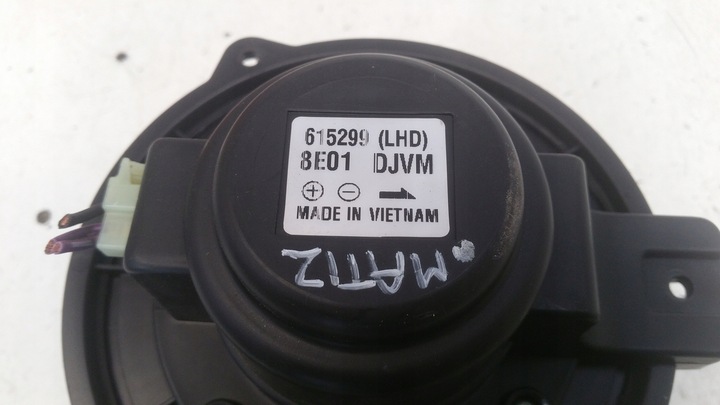 615299 (LHD)
8E01 DJVM
+ -
MADE IN VIETNAM
MATIZ